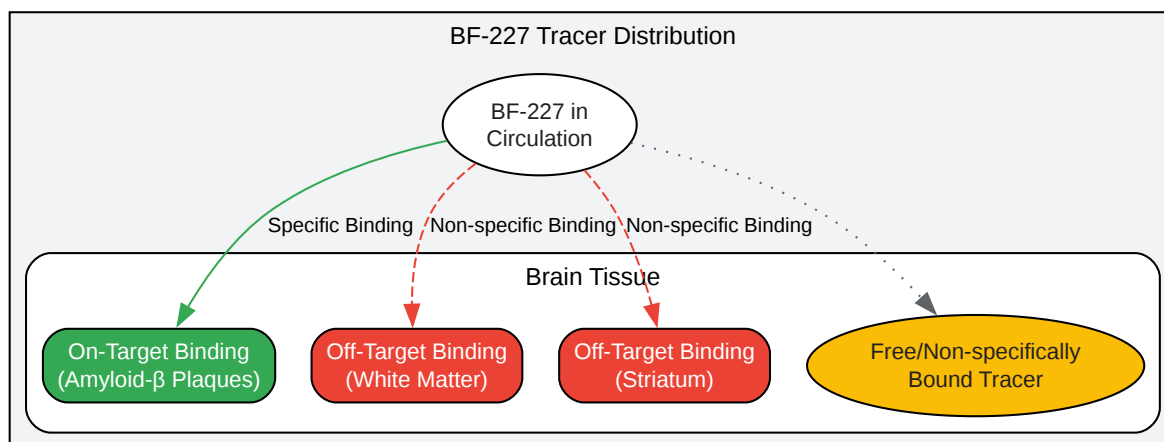 BF-227 Tracer Distribution
BF-227 in
Circulation
Specific Binding
Non-specific Binding
Non-specific Binding
Brain Tissue
On-Target Binding
(Amyloid-β Plaques)
Off-Target Binding
(White Matter)
Off-Target Binding
(Striatum)
Free/Non-specifically
Bound Tracer